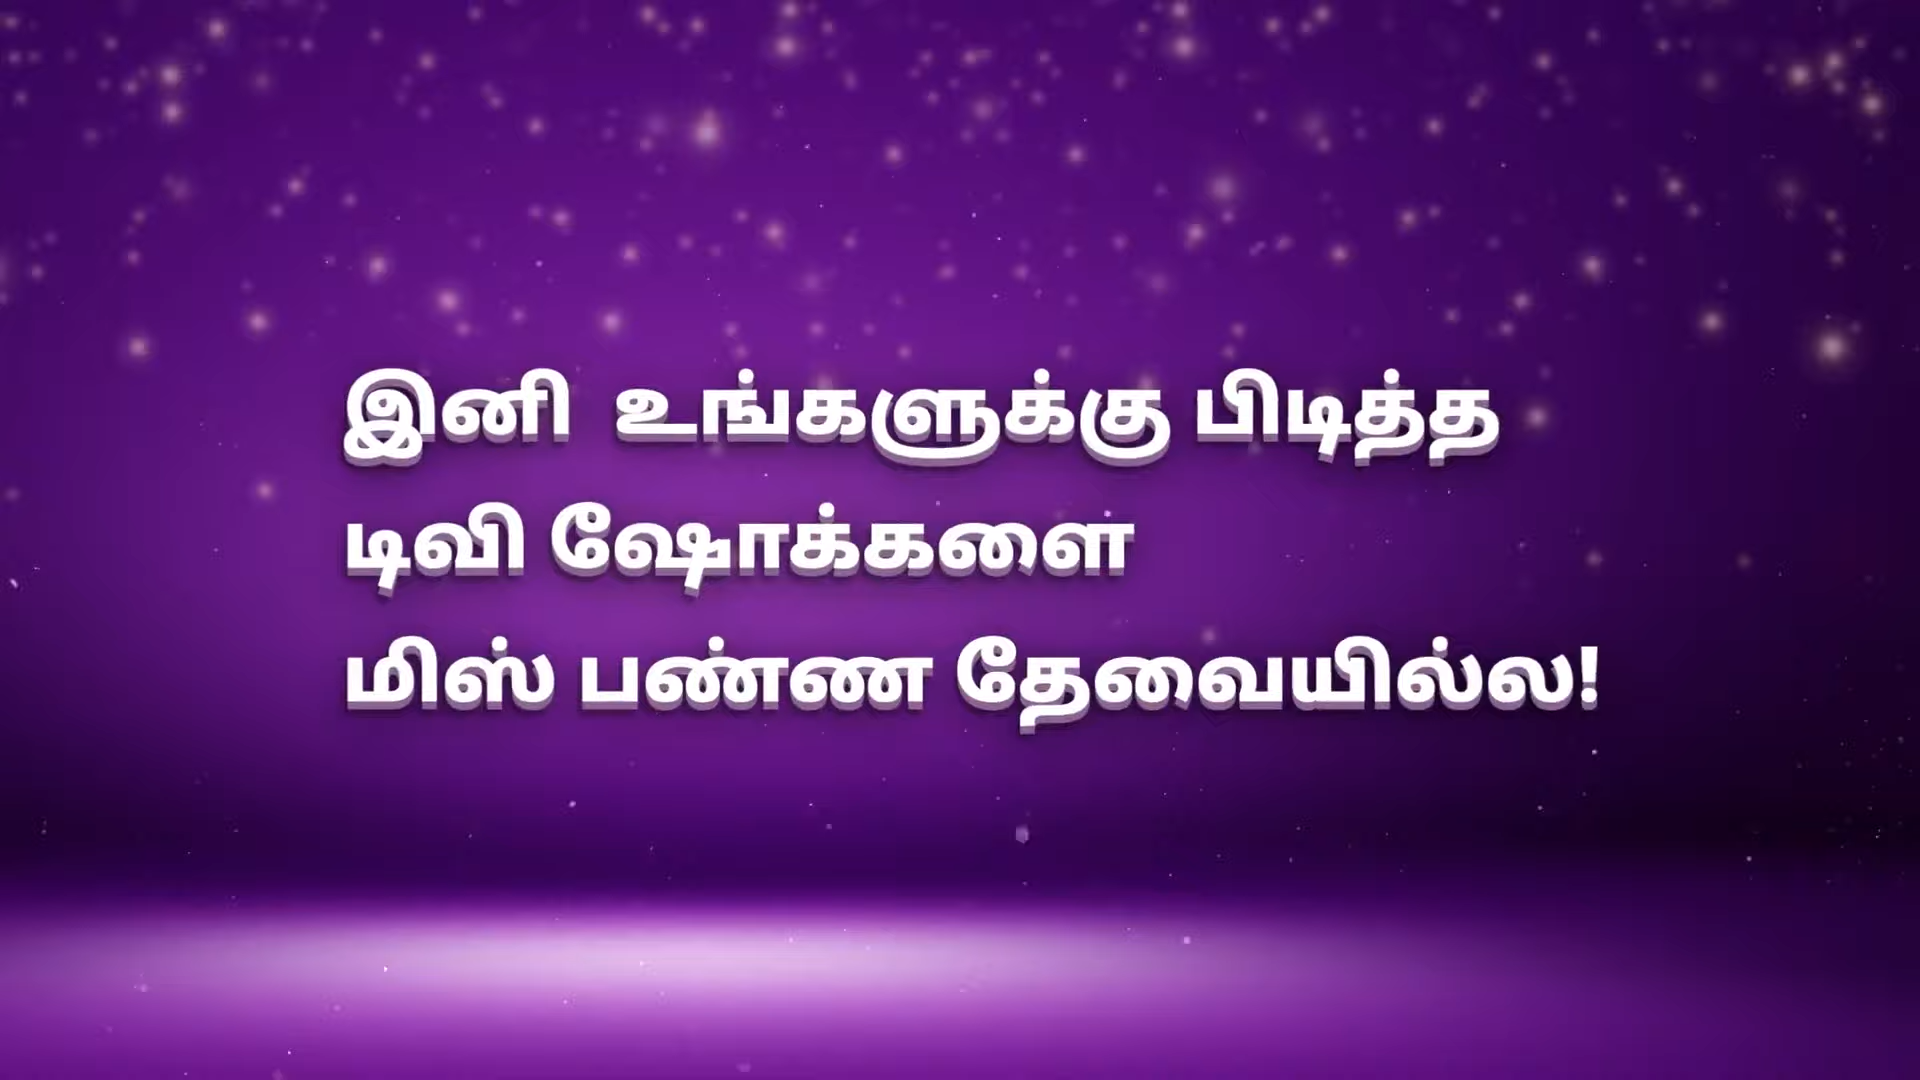 இனி உங்களுக்கு பிடித்த
டிவி ஷோக்களை
மிஸ் பண்ண தேவையில்ல!